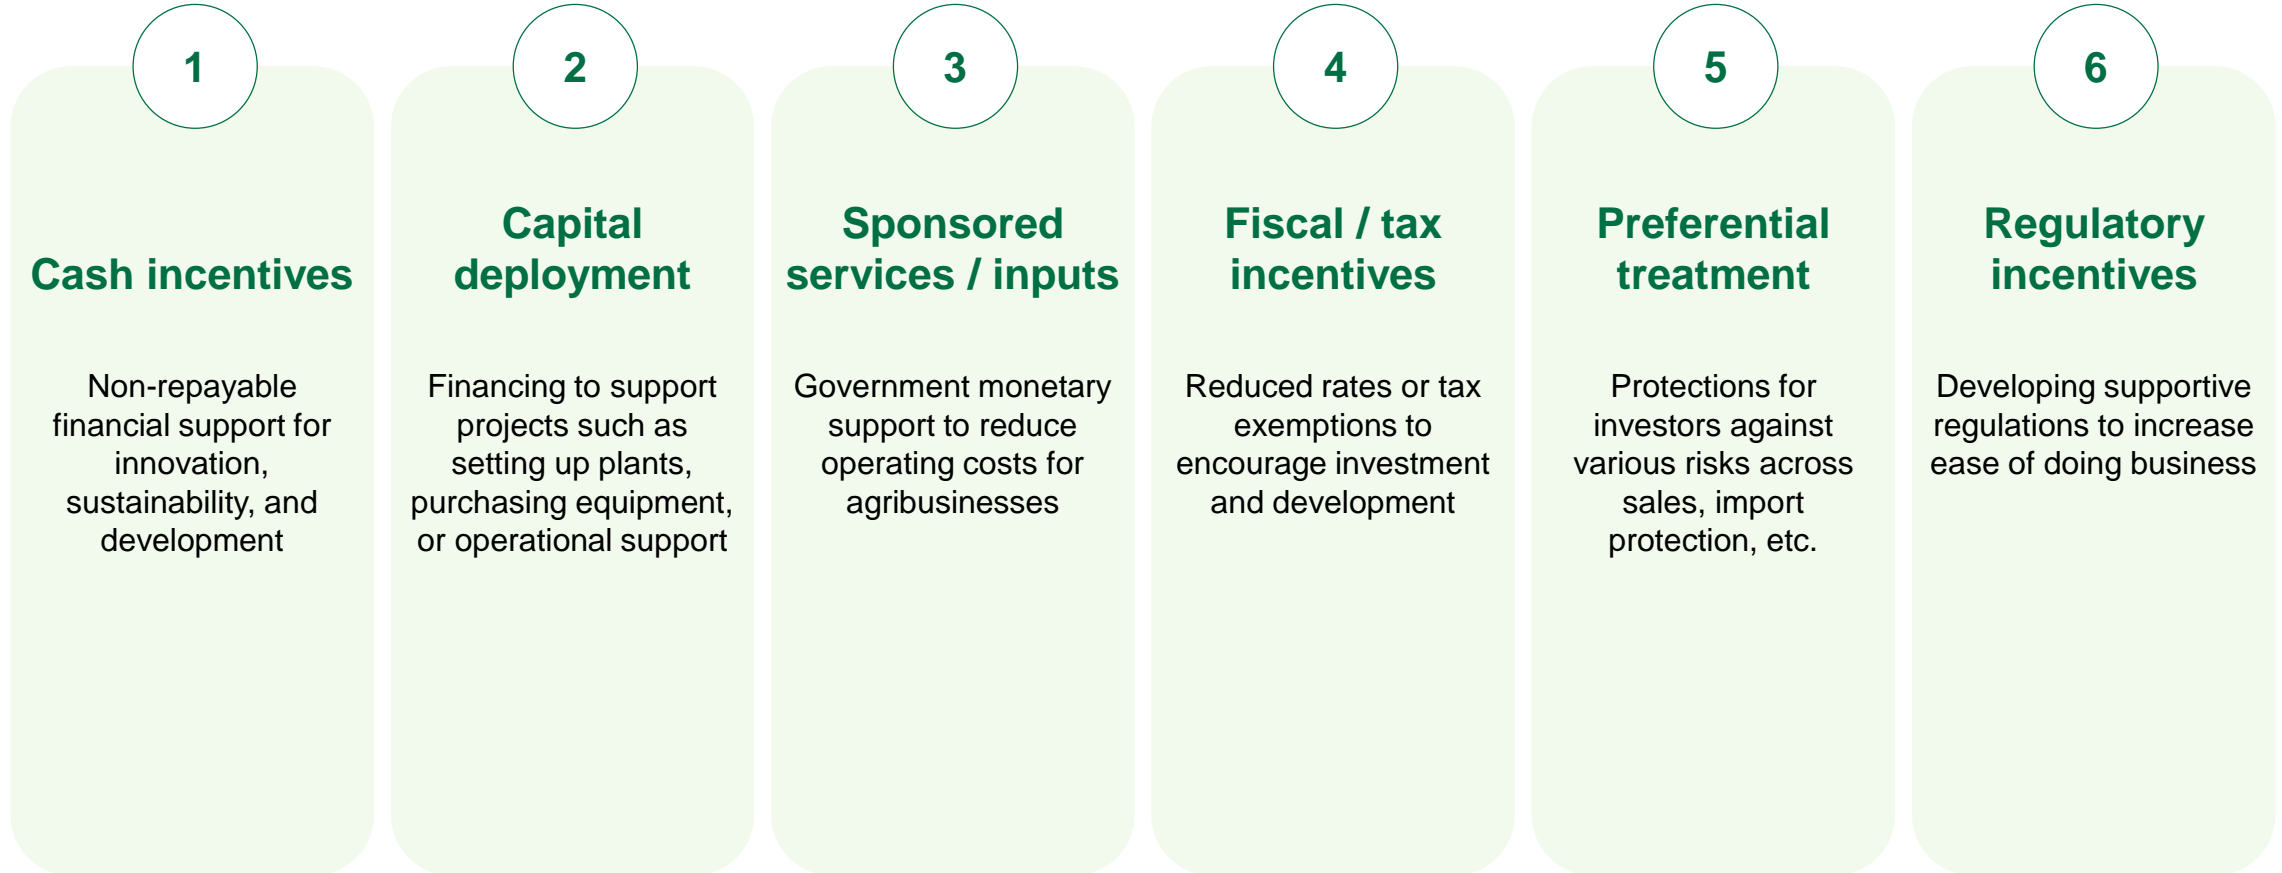 1
Cash incentives
Non-repayable
financial support for
innovation,
sustainability, and
development
2
Capital
deployment
Financing to support
projects such as
setting up plants,
purchasing equipment,
or operational support
3
Sponsored
services / inputs
Government monetary
support to reduce
operating costs for
agribusinesses
4
Fiscal / tax
incentives
Reduced rates or tax
exemptions to
encourage investment
and development
5
Preferential
treatment
Protections for
investors against
various risks across
sales, import
protection, etc.
6
Regulatory
incentives
Developing supportive
regulations to increase
ease of doing business